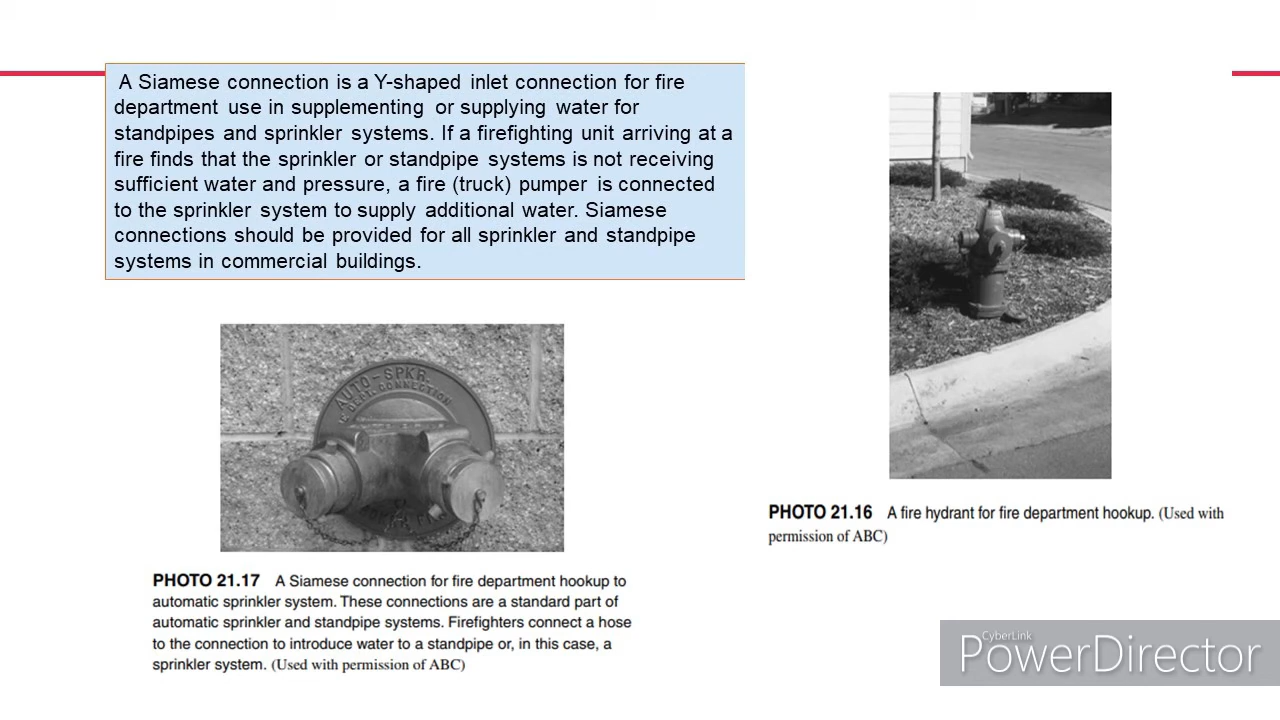 A Siamese connection is a Y-shaped inlet connection for fire
department use in supplementing or supplying water for
standpipes and sprinkler systems. If a firefighting unit arriving at a
fire finds that the sprinkler or standpipe systems is not receiving
sufficient water and pressure, a fire (truck) pumper is connected
to the sprinkler system to supply additional water. Siamese
connections should be provided for all sprinkler and standpipe
systems in commercial buildings.
AUTO-SPKR.
DEPT. CONNECTION
PHOTO 21.17 A Siamese connection for fire department hookup to
automatic sprinkler system. These connections are a standard part of
automatic sprinkler and standpipe systems. Firefighters connect a hose
to the connection to introduce water to a standpipe or, in this case, a
sprinkler system. (Used with permission of ABC)
PHOTO 21.16 A fire hydrant for fire department hookup. (Used with
permission of ABC)
CyberLink
PowerDirector